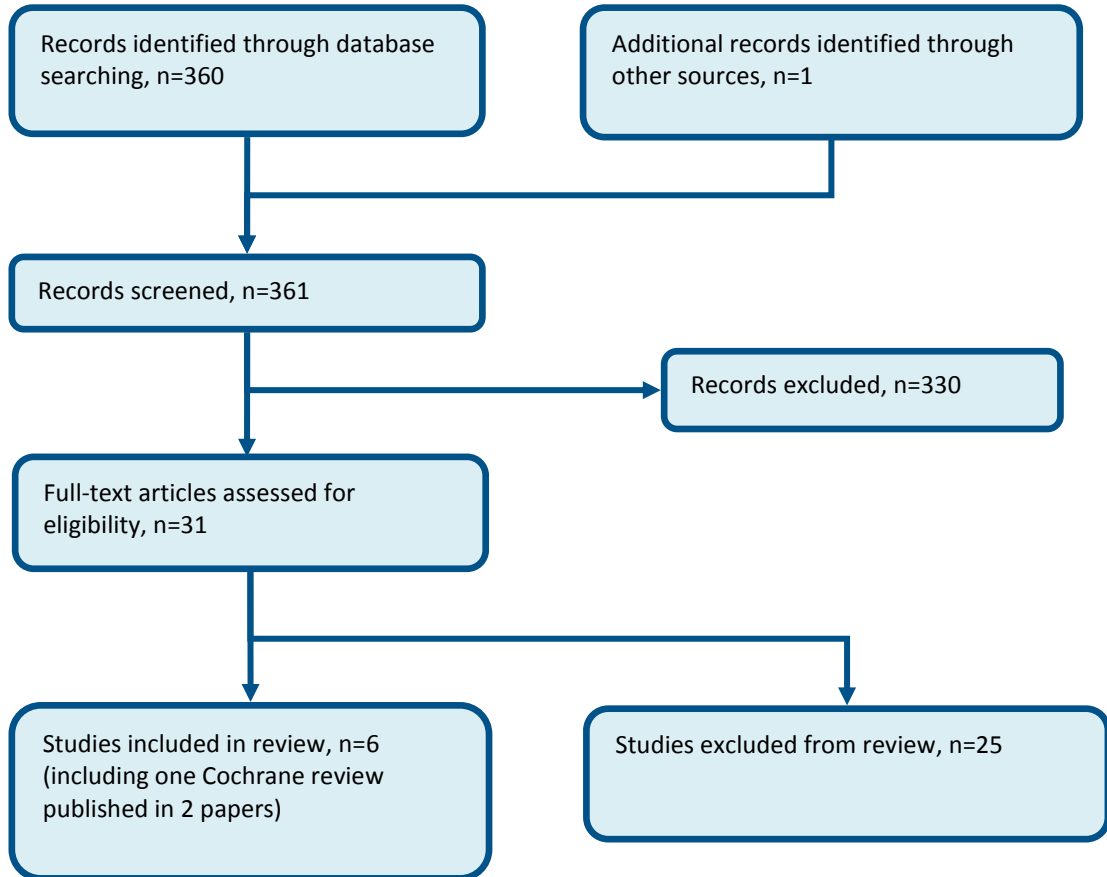 Records identified through database
searching, n=360
Additional records identified through
other sources, n=1
Records screened, n=361
Records excluded, n=330
Full-text articles assessed for
eligibility, n=31
Studies included in review, n=6
(including one Cochrane review
published in 2 papers)
Studies excluded from review, n=25